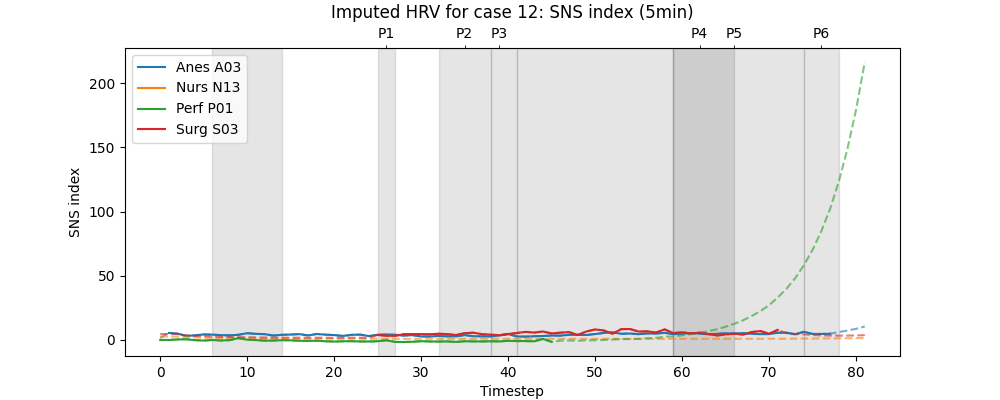 Imputed HRV for case 12: SNS index (5min)
P1 P2 P3 P4 P5 P6
Anes A03
Nurs N13
Perf P01
Surg S03
SNS index
200
150
100
50
0
0 10 20 30 40 50 60 70 80
Timestep